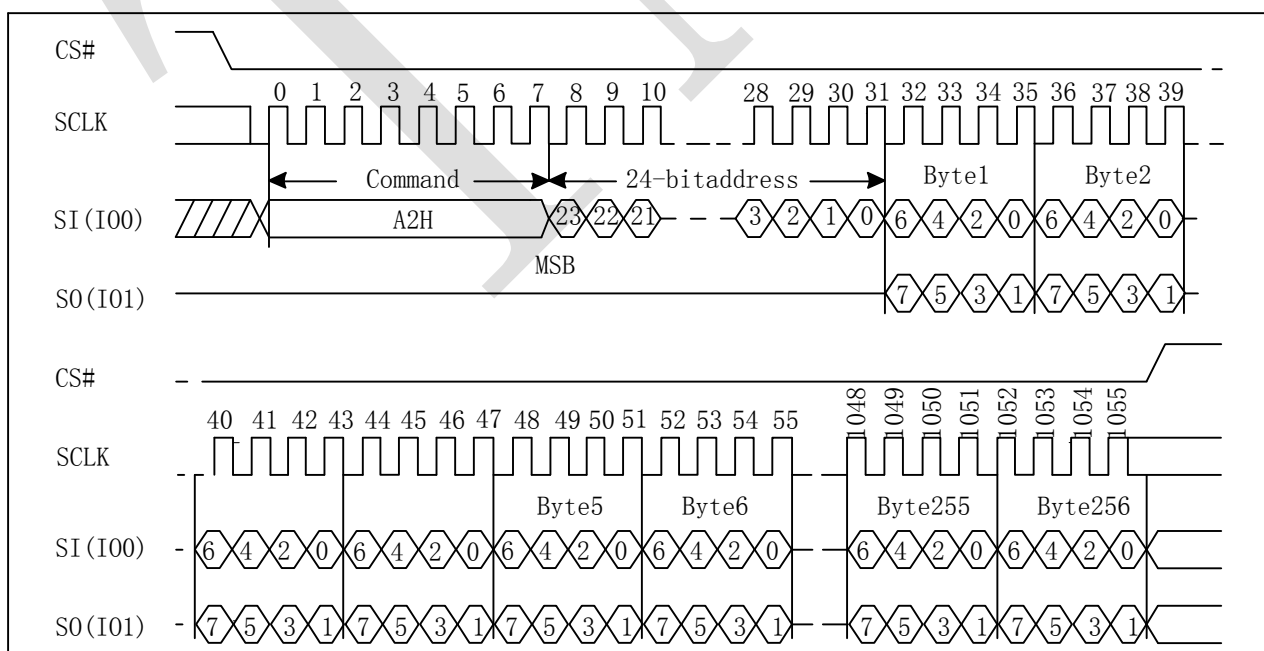 CS#
0 1 2 3 4 5 6 7 8 9 10 28 29 30 31 32 33 34 35 36 37 38 39
SCLK
Command 24-bitaddress Byte1 Byte2
SI(IO0) A2H 23 22 21 3 2 1 0 6 4 2 0 6 4 2 0
MSB
SO(IO1) 7 5 3 1 7 5 3 1
CS#
40 41 42 43 44 45 46 47 48 49 50 51 52 53 54 55 1048 1049 1050 1051 1052 1053 1054 1055
SCLK
Byte5 Byte6 Byte255 Byte256
SI(IO0) 6 4 2 0 6 4 2 0 6 4 2 0 6 4 2 0 6 4 2 0 6 4 2 0
SO(IO1) 7 5 3 1 7 5 3 1 7 5 3 1 7 5 3 1 7 5 3 1 7 5 3 1